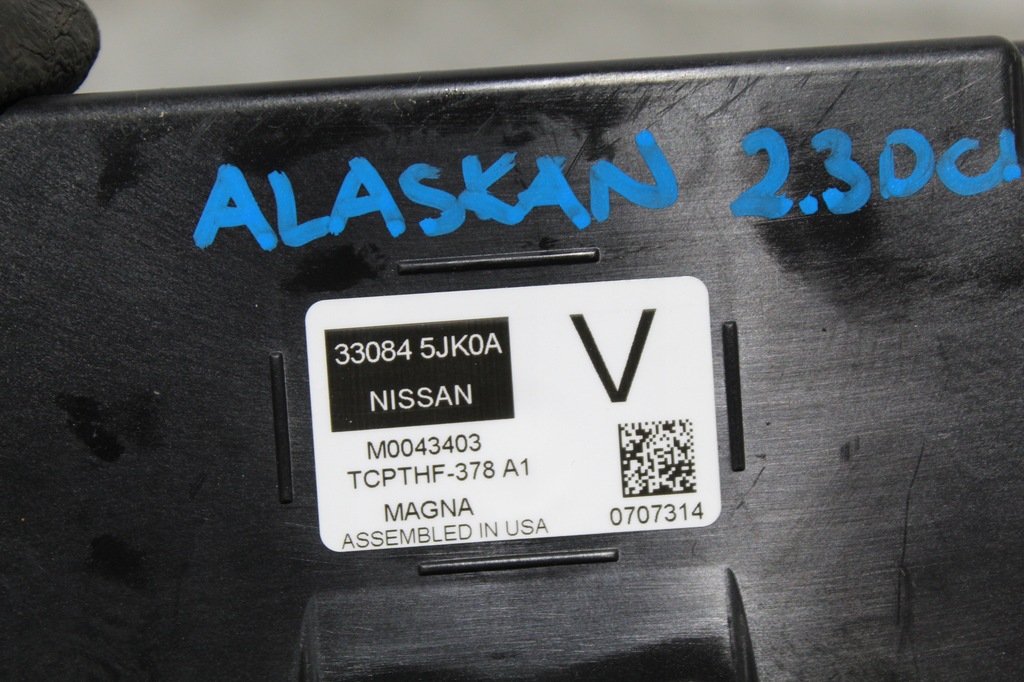 ALASKAN 2.3DCI
33084 5JK0A
NISSAN
V
M0043403
TCPTHF-378 A1
MAGNA
ASSEMBLED IN USA
0707314